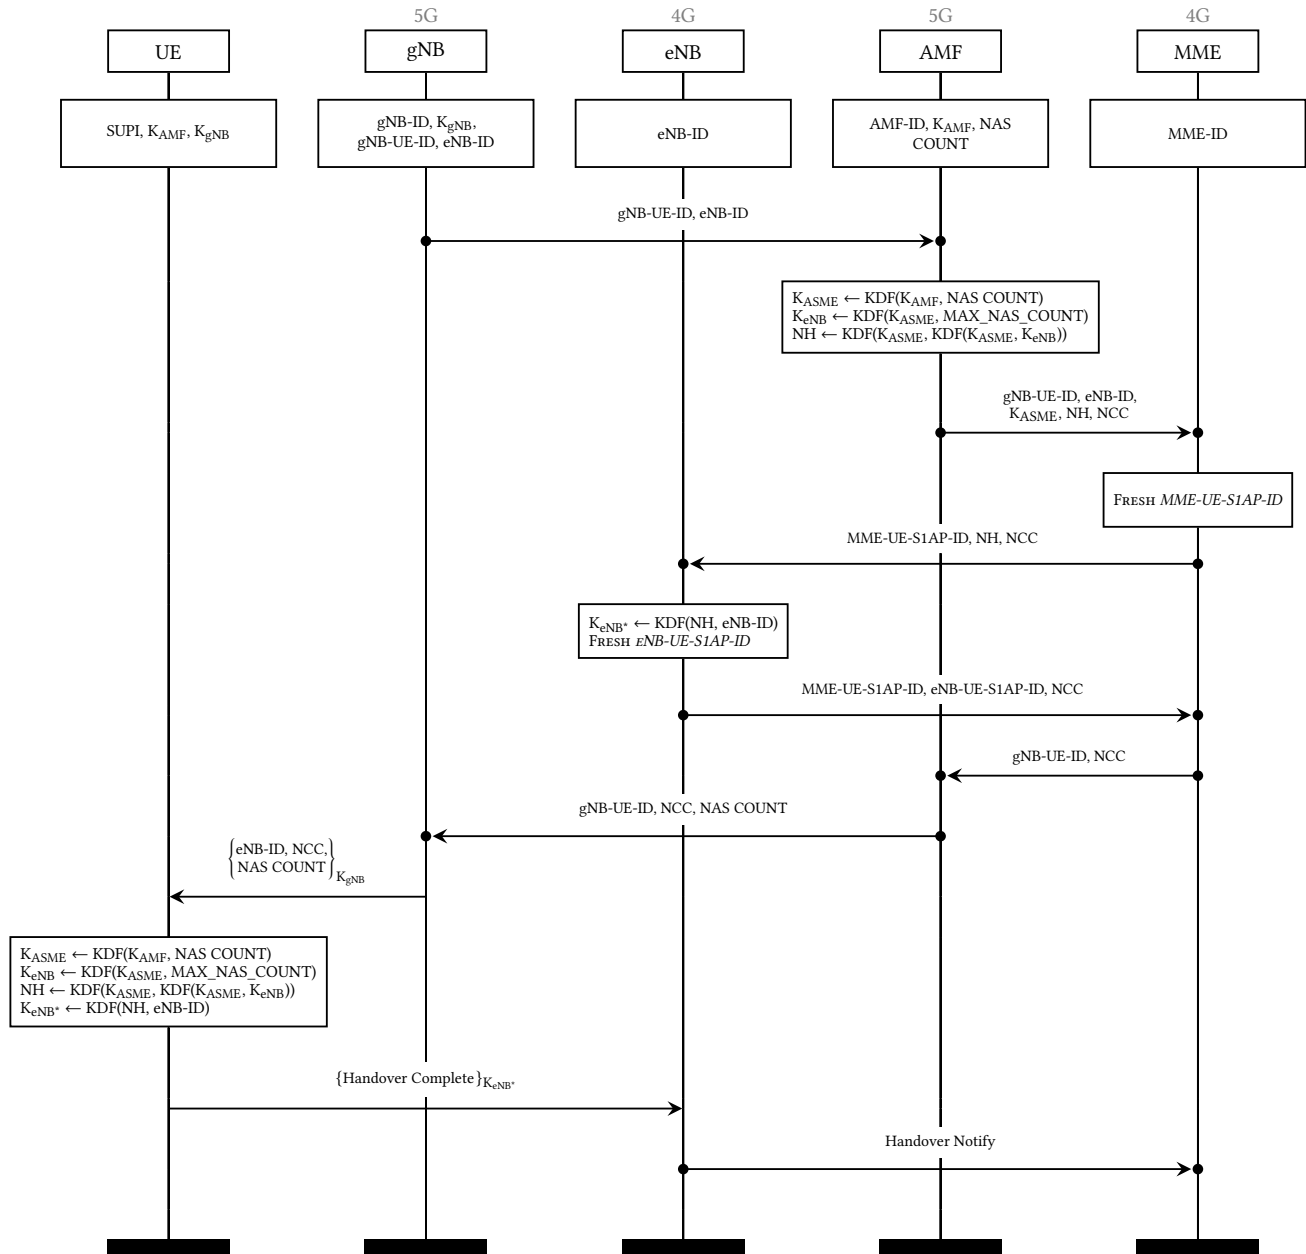 5G 4G 5G 4G
UE gNB eNB AMF MME
SUPI, K_AMF, K_gNB
gNB-ID, K_gNB,
gNB-UE-ID, eNB-ID
eNB-ID
AMF-ID, K_AMF, NAS
COUNT
MME-ID
gNB-UE-ID, eNB-ID
K_ASME ← KDF(K_AMF, NAS COUNT)
K_eNB ← KDF(K_ASME, MAX_NAS_COUNT)
NH ← KDF(K_ASME, KDF(K_ASME, K_eNB))
gNB-UE-ID, eNB-ID,
K_ASME, NH, NCC
Fresh MME-UE-S1AP-ID
MME-UE-S1AP-ID, NH, NCC
K_eNB* ← KDF(NH, eNB-ID)
Fresh eNB-UE-S1AP-ID
MME-UE-S1AP-ID, eNB-UE-S1AP-ID, NCC
gNB-UE-ID, NCC
gNB-UE-ID, NCC, NAS COUNT
{eNB-ID, NCC,
NAS COUNT}_K_gNB
K_ASME ← KDF(K_AMF, NAS COUNT)
K_eNB ← KDF(K_ASME, MAX_NAS_COUNT)
NH ← KDF(K_ASME, KDF(K_ASME, K_eNB))
K_eNB* ← KDF(NH, eNB-ID)
{Handover Complete}_K_eNB*
Handover Notify